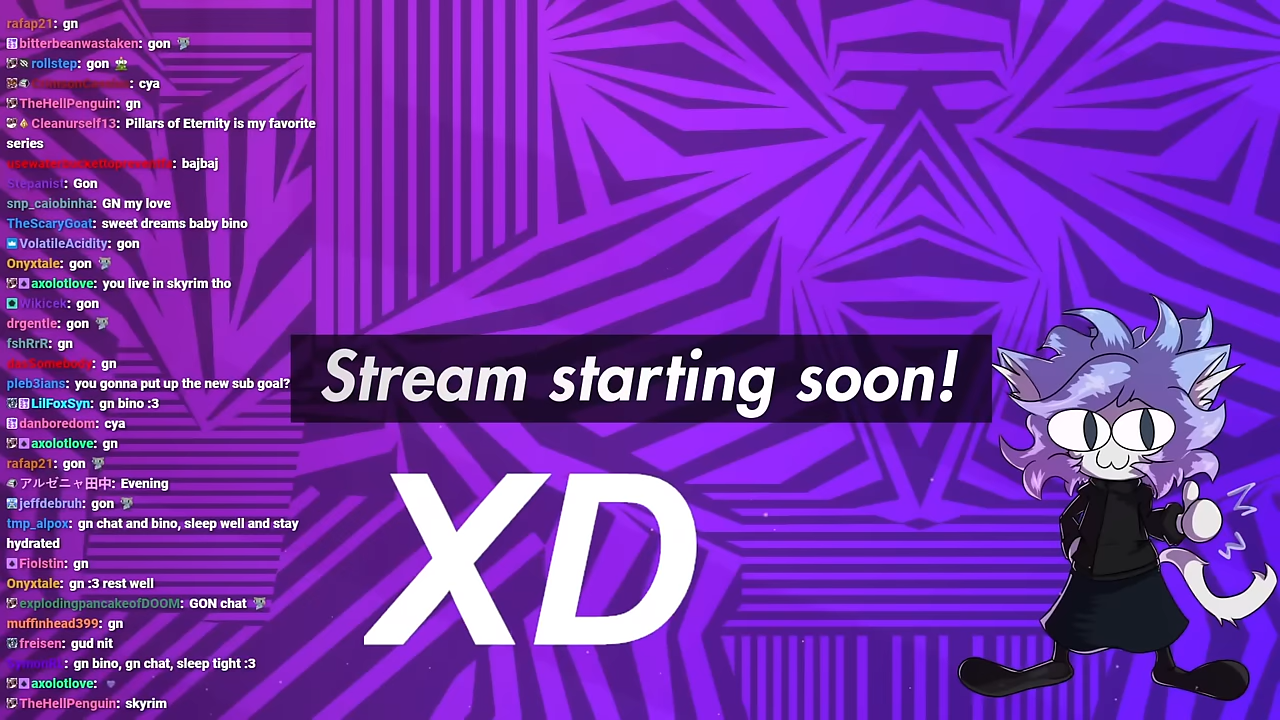 rafap21: gn
bitterbeanwastaken: gon
rollstep: gon
: cya
TheHellPenguin: gn
Cleanurself13: Pillars of Eternity is my favorite
series
: bajbaj
Stepanist: Gon
snp_caiobinha: GN my love
TheScaryGoat: sweet dreams baby bino
VolatileAcidity: gon
Onyxtale: gon
axolotlove: you live in skyrim tho
Wikicek: gon
drgentle: gon
fshRrR: gn
: gn
pleb3ians: you gonna put up the new sub goal?
LilFoxSyn: gn bino :3
danboredom: cya
axolotlove: gn
rafap21: gon
アルゼニャ田中: Evening
jeffdebruh: gon
tmp_alpox: gn chat and bino, sleep well and stay
hydrated
Fiolstin: gn
Onyxtale: gn :3 rest well
explodingpancakeofDOOM: GON chat
muffinhead399: gn
freisen: gud nit
: gn bino, gn chat, sleep tight :3
axolotlove:
TheHellPenguin: skyrim
Stream starting soon!
XD